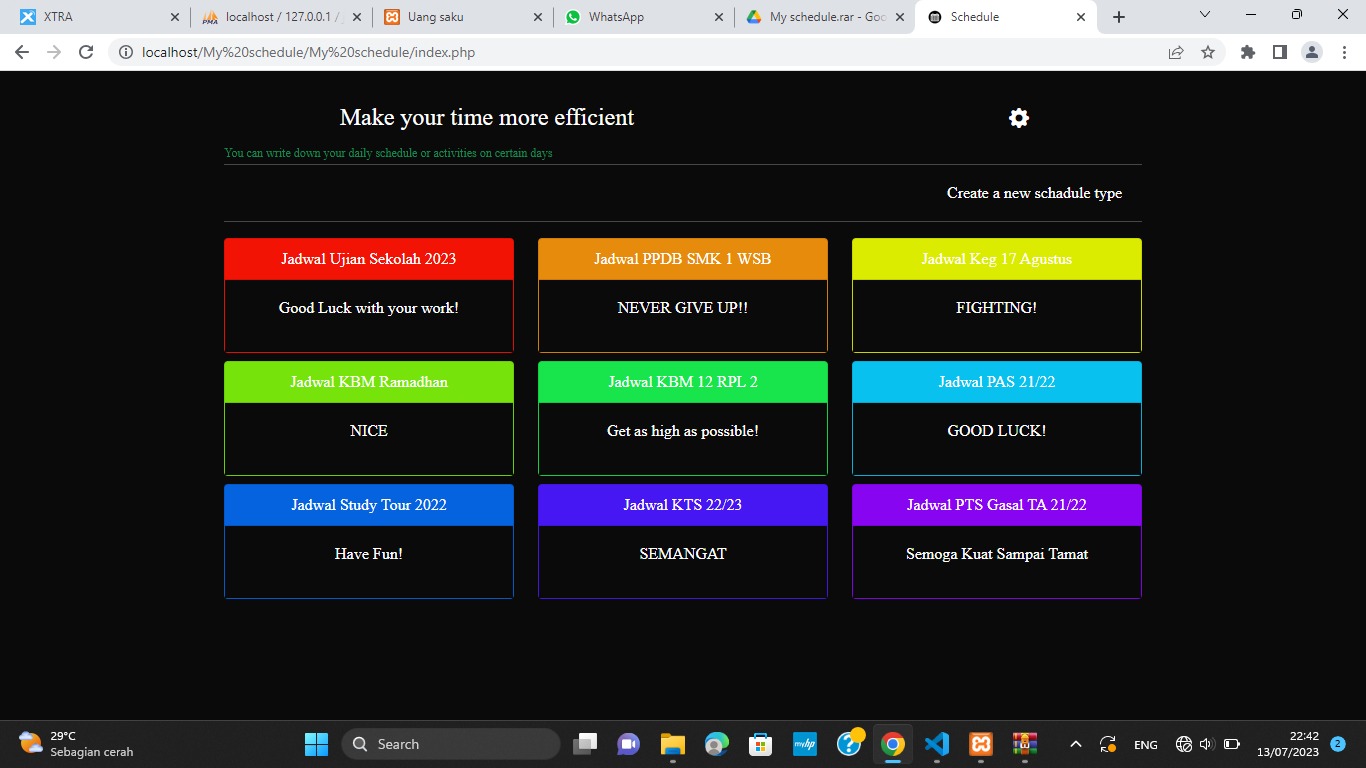 XTRA
localhost / 127.0.0.1 /
Uang saku
WhatsApp
My schedule.rar - Goo
Schedule
localhost/My%20schedule/My%20schedule/index.php
Make your time more efficient
You can write down your daily schedule or activities on certain days
Create a new schadule type
Jadwal Ujian Sekolah 2023
Good Luck with your work!
Jadwal PPDB SMK 1 WSB
NEVER GIVE UP!!
Jadwal Keg 17 Agustus
FIGHTING!
Jadwal KBM Ramadhan
NICE
Jadwal KBM 12 RPL 2
Get as high as possible!
Jadwal PAS 21/22
GOOD LUCK!
Jadwal Study Tour 2022
Have Fun!
Jadwal KTS 22/23
SEMANGAT
Jadwal PTS Gasal TA 21/22
Semoga Kuat Sampai Tamat
29°C
Sebagian cerah
Search
myhp
ENG
22:42
13/07/2023
2